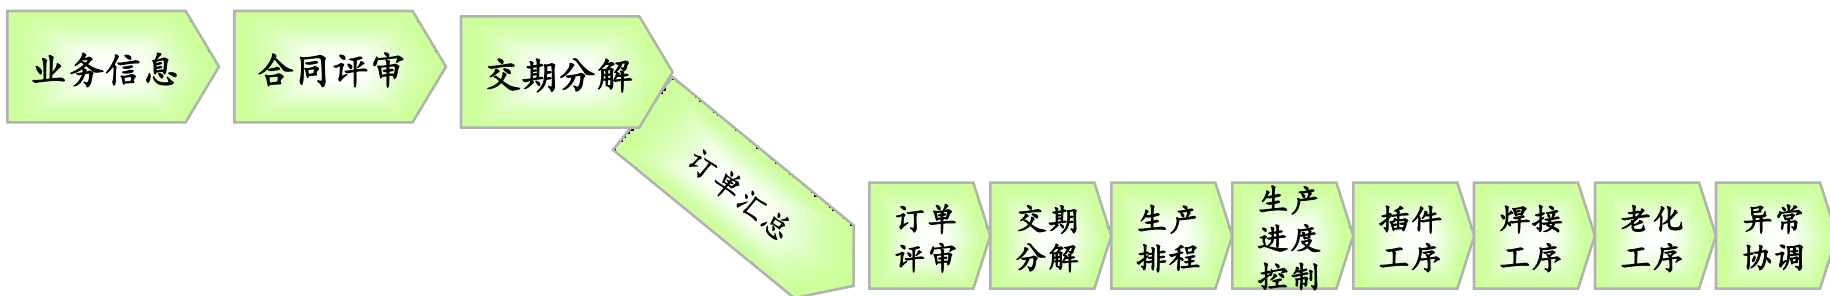 业务信息
合同评审
交期分解
订单汇总
订单
评审
交期
分解
生产
排程
生产
进度
控制
插件
工序
焊接
工序
老化
工序
异常
协调